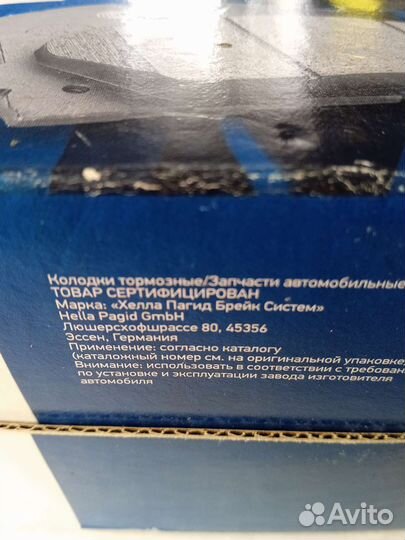 Колодки тормозные/Запчасти автомобильные
ТОВАР СЕРТИФИЦИРОВАН
Марка: «Хелла Пагид Брейк Систем»
Hella Pagid GmbH
Люшерсхофшрассе 80, 45356
Эссен, Германия
Применение: согласно каталогу
(каталожный номер см. на оригинальной упаковке
Внимание: использовать в соответствии с
по установке и эксплуатации завода изготовителя
автомобиля
Avito